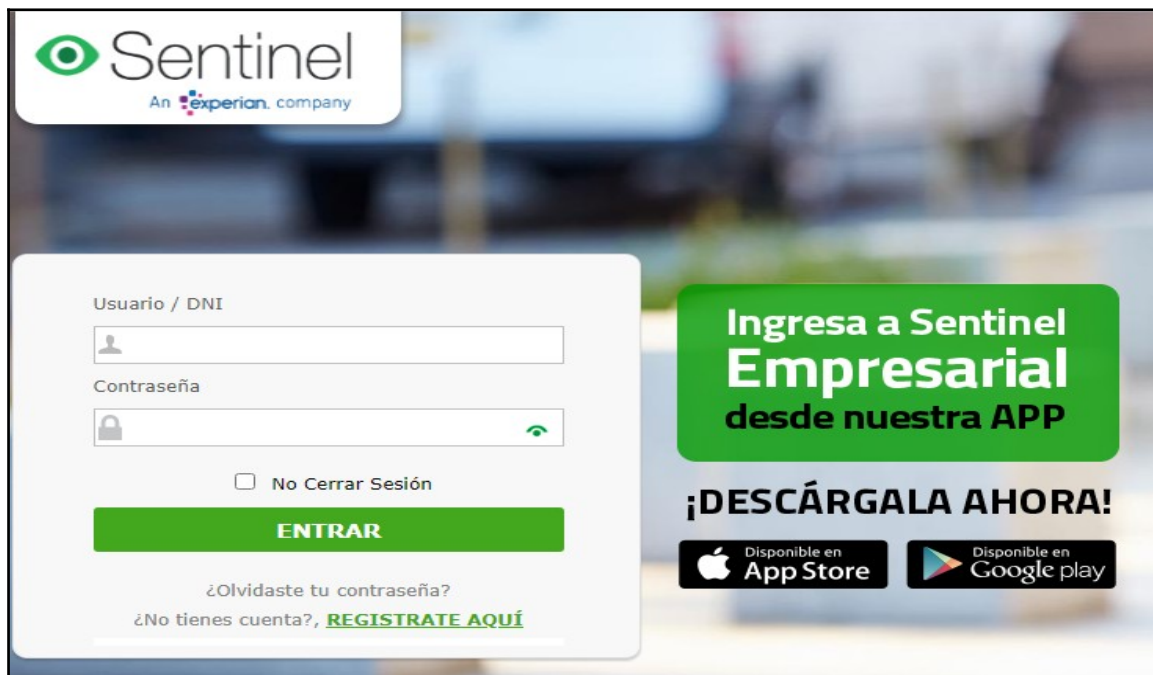 Sentinel
An experian. company
Usuario / DNI
Contraseña
No Cerrar Sesión
ENTRAR
¿Olvidaste tu contraseña?
¿No tienes cuenta?, REGISTRATE AQUÍ
Ingresa a Sentinel
Empresarial
desde nuestra APP
¡DESCÁRGALA AHORA!
Disponible en
App Store
Disponible en
Google play